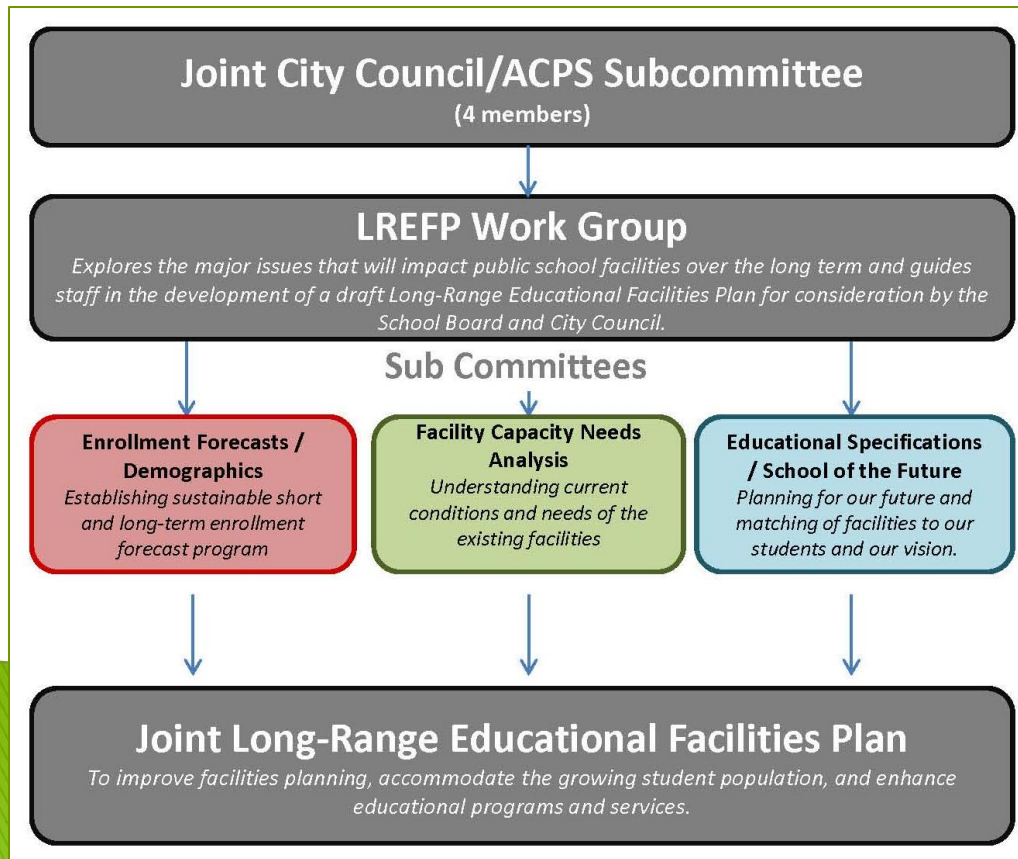 Joint City Council/ACPS Subcommittee
(4 members)
LREFP Work Group
Explores the major issues that will impact public school facilities over the long term and guides
staff in the development of a draft Long-Range Educational Facilities Plan for consideration by the
School Board and City Council.
Sub Committees
Enrollment Forecasts /
Demographics
Establishing sustainable short
and long-term enrollment
forecast program
Facility Capacity Needs
Analysis
Understanding current
conditions and needs of the
existing facilities
Educational Specifications
/ School of the Future
Planning for our future and
matching of facilities to our
students and our vision.
Joint Long-Range Educational Facilities Plan
To improve facilities planning, accommodate the growing student population, and enhance
educational programs and services.